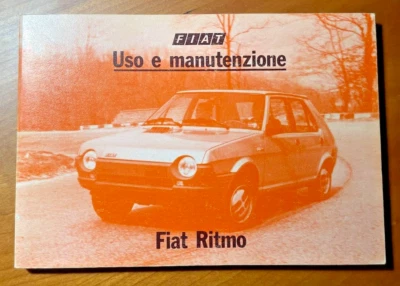 FIAT
Uso e manutenzione
Fiat Ritmo